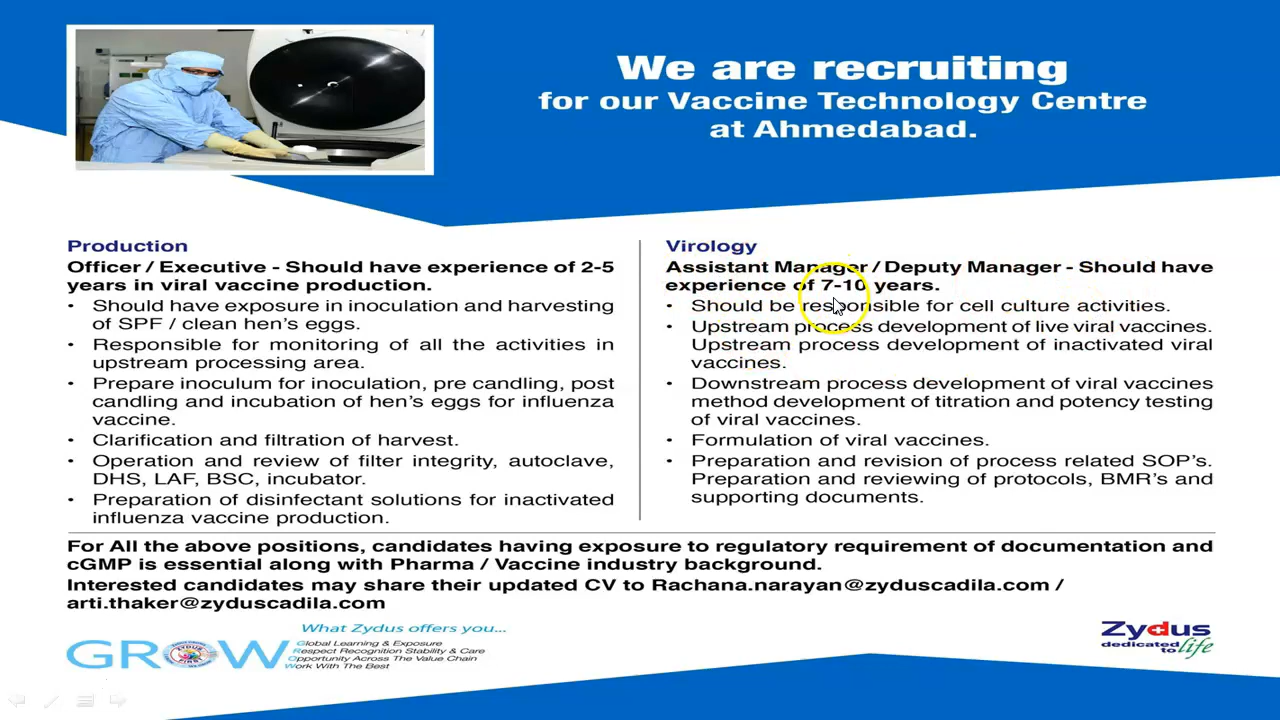 We are recruiting
for our Vaccine Technology Centre
at Ahmedabad.
Production
Officer / Executive - Should have experience of 2-5
years in viral vaccine production.
• Should have exposure in inoculation and harvesting
of SPF / clean hen's eggs.
• Responsible for monitoring of all the activities in
upstream processing area.
• Prepare inoculum for inoculation, pre candling, post
candling and incubation of hen's eggs for influenza
vaccine.
• Clarification and filtration of harvest.
• Operation and review of filter integrity, autoclave,
DHS, LAF, BSC, incubator.
• Preparation of disinfectant solutions for inactivated
influenza vaccine production.
Virology
Assistant Manager / Deputy Manager - Should have
experience of 7-10 years.
• Should be responsible for cell culture activities.
• Upstream process development of live viral vaccines.
Upstream process development of inactivated viral
vaccines.
• Downstream process development of viral vaccines
method development of titration and potency testing
of viral vaccines.
• Formulation of viral vaccines.
• Preparation and revision of process related SOP's.
Preparation and reviewing of protocols, BMR's and
supporting documents.
For All the above positions, candidates having exposure to regulatory requirement of documentation and
cGMP is essential along with Pharma / Vaccine industry background.
Interested candidates may share their updated CV to Rachana.narayan@zyduscadila.com /
arti.thaker@zyduscadila.com
What Zydus offers you...
GROW
Global Learning & Exposure
Respect Recognition Stability & Care
Opportunity Across The Value Chain
Work With The Best
Zydus
dedicated
to life